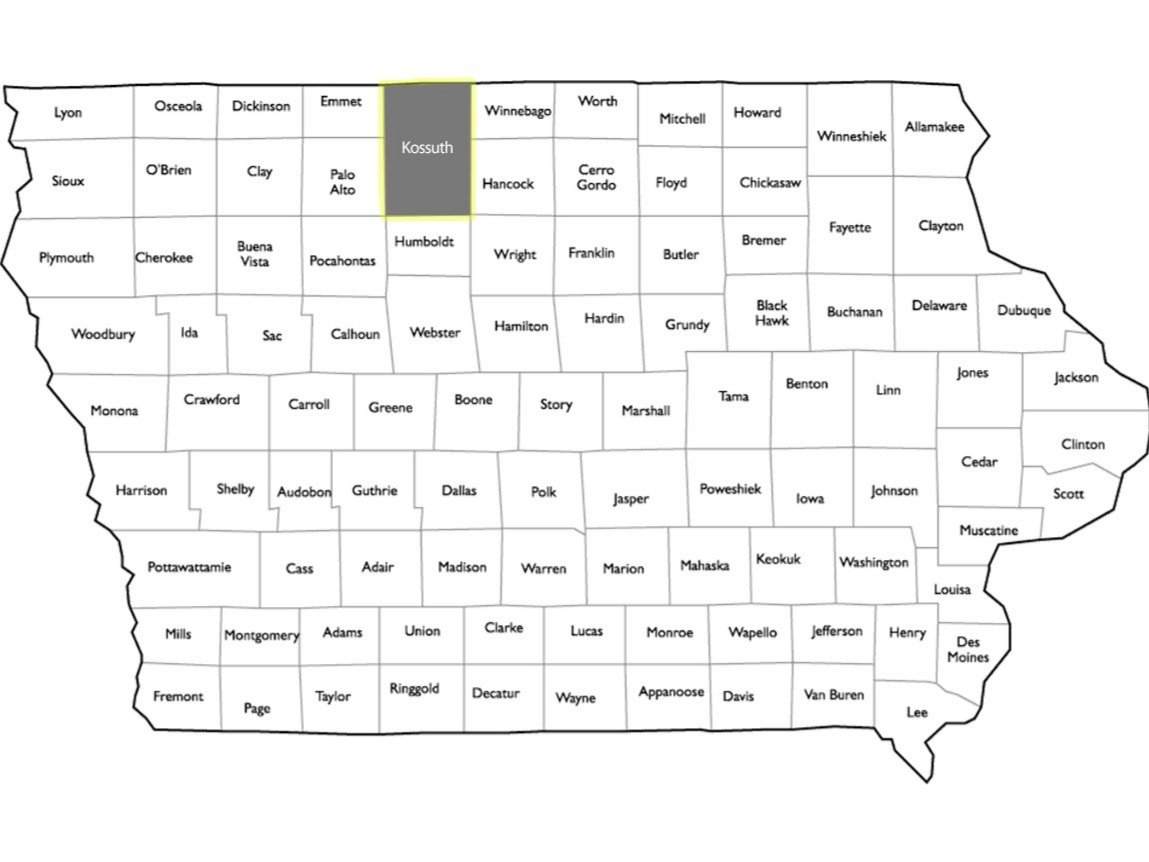 Lyon
Osceola
Dickinson
Emmet
Kossuth
Winnebago
Worth
Mitchell
Howard
Winneshiek
Allamakee
Sioux
O'Brien
Clay
Palo
Alto
Hancock
Cerro
Gordo
Floyd
Chickasaw
Fayette
Clayton
Plymouth
Cherokee
Buena
Vista
Pocahontas
Humboldt
Wright
Franklin
Butler
Bremer
Woodbury
Ida
Sac
Calhoun
Webster
Hamilton
Hardin
Grundy
Black
Hawk
Buchanan
Delaware
Dubuque
Monona
Crawford
Carroll
Greene
Boone
Story
Marshall
Tama
Benton
Linn
Jones
Jackson
Clinton
Cedar
Scott
Harrison
Shelby
Audobon
Guthrie
Dallas
Polk
Jasper
Poweshiek
Iowa
Johnson
Muscatine
Pottawattamie
Cass
Adair
Madison
Warren
Marion
Mahaska
Keokuk
Washington
Louisa
Mills
Montgomery
Adams
Union
Clarke
Lucas
Monroe
Wapello
Jefferson
Henry
Des
Moines
Fremont
Page
Taylor
Ringgold
Decatur
Wayne
Appanoose
Davis
Van Buren
Lee